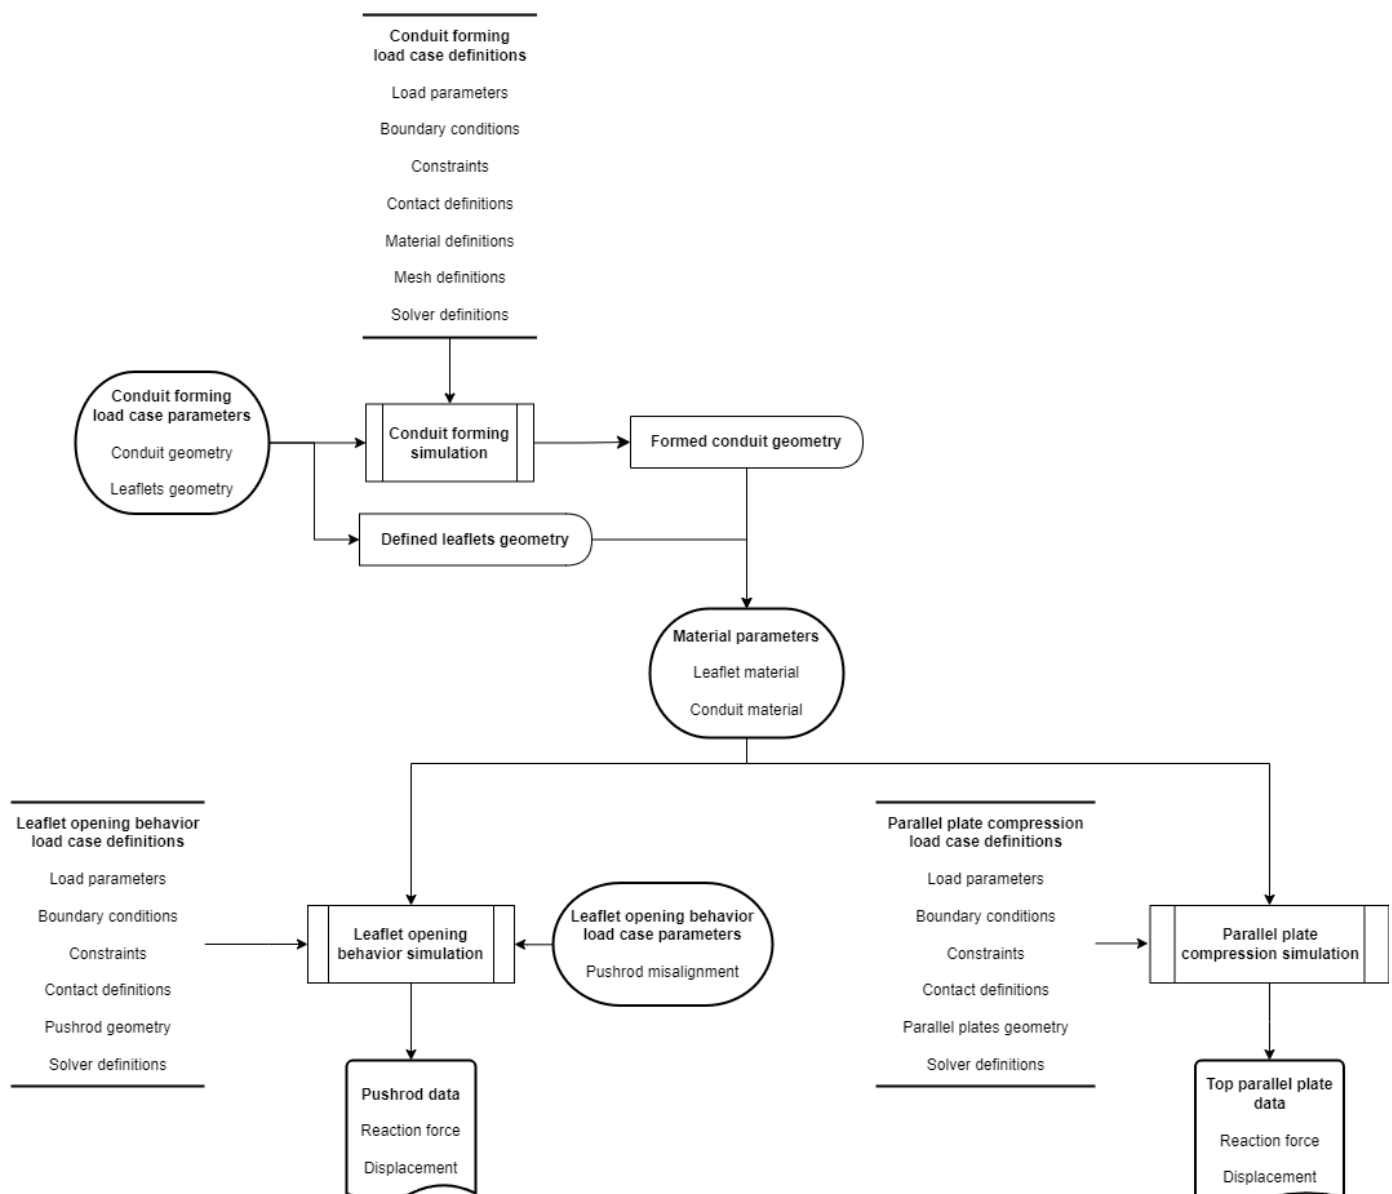 Conduit forming
load case definitions
Load parameters
Boundary conditions
Constraints
Contact definitions
Material definitions
Mesh definitions
Solver definitions
Conduit forming
load case parameters
Conduit geometry
Leaflets geometry
Conduit forming
simulation
Formed conduit geometry
Defined leaflets geometry
Material parameters
Leaflet material
Conduit material
Leaflet opening behavior
load case definitions
Load parameters
Boundary conditions
Constraints
Contact definitions
Pushrod geometry
Solver definitions
Leaflet opening
behavior simulation
Leaflet opening behavior
load case parameters
Pushrod misalignment
Parallel plate compression
load case definitions
Load parameters
Boundary conditions
Constraints
Contact definitions
Parallel plates geometry
Solver definitions
Parallel plate
compression simulation
Pushrod data
Reaction force
Displacement
Top parallel plate
data
Reaction force
Displacement